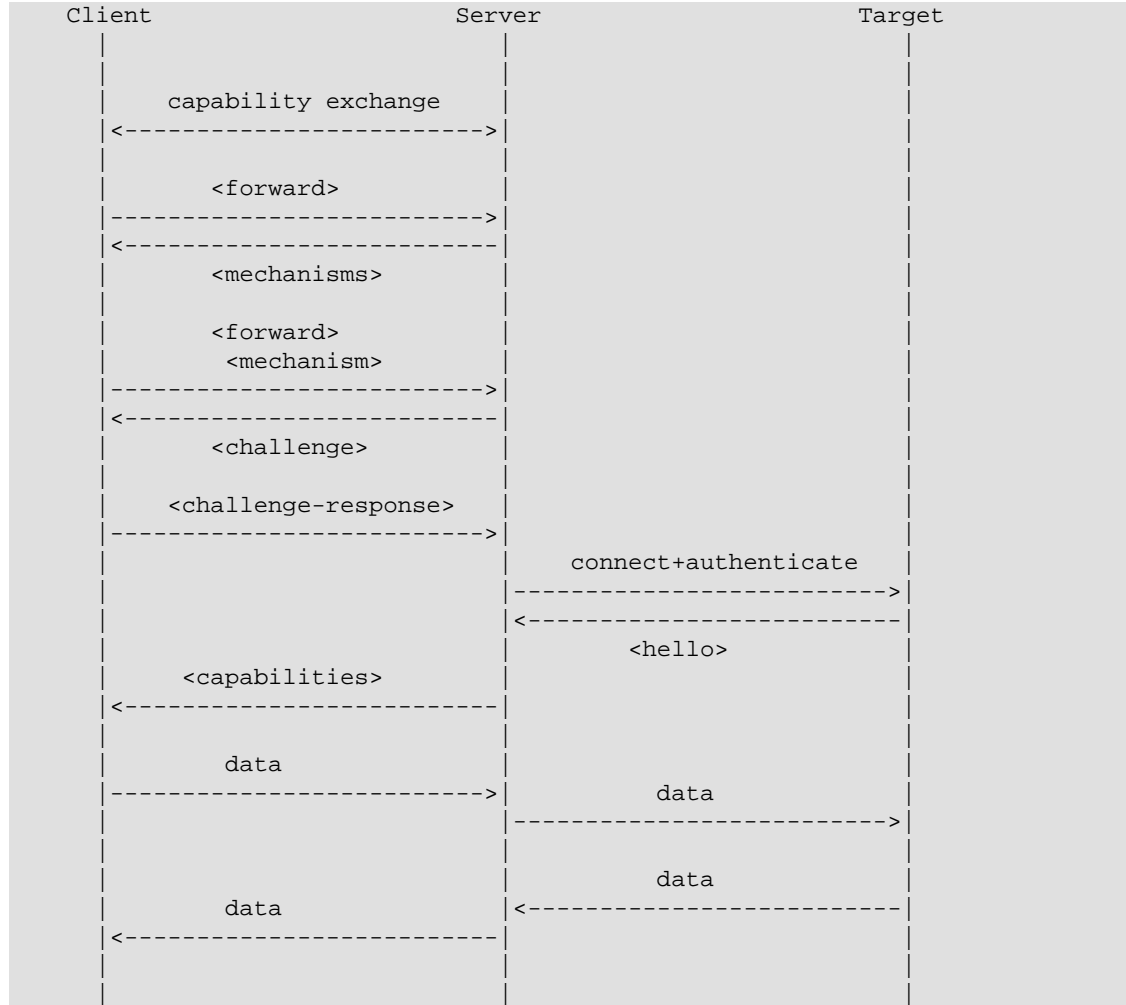 Client Server Target
capability exchange
<forward>
<mechanisms>
<forward>
<mechanism>
<challenge>
<challenge-response>
connect+authenticate
<hello>
<capabilities>
data
data
data
data